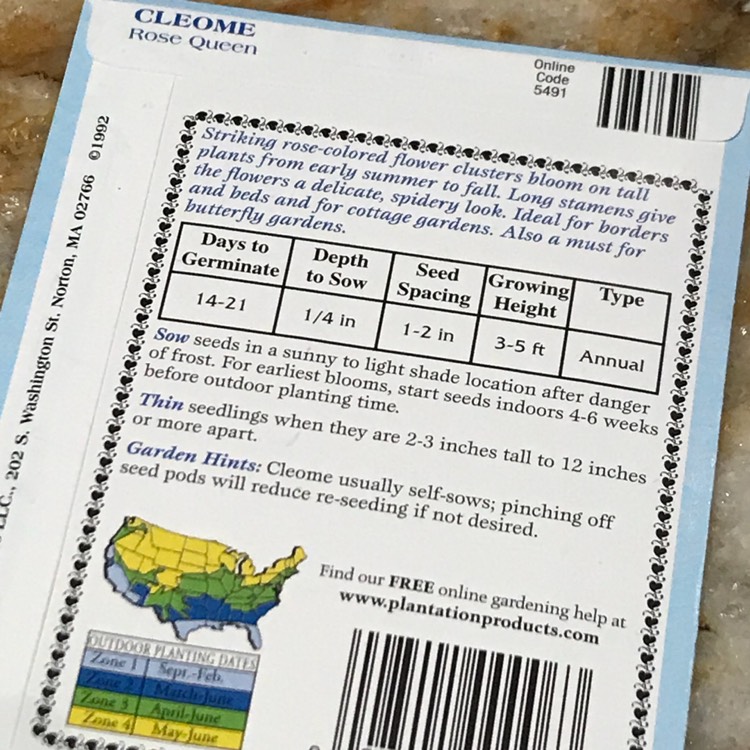 CLEOME
Rose Queen
Online
Code
5491
LLC., 202 S. Washington St. Norton, MA 02766 ©1992
Striking rose-colored flower clusters bloom on tall
plants from early summer to fall. Long stamens give
the flowers a delicate, spidery look. Ideal for borders
and beds and for cottage gardens. Also a must for
butterfly gardens.
Days to Germinate Depth to Sow Seed Spacing Growing Height Type
14-21 1/4 in 1-2 in 3-5 ft Annual
Sow seeds in a sunny to light shade location after danger
of frost. For earliest blooms, start seeds indoors 4-6 weeks
before outdoor planting time.
Thin seedlings when they are 2-3 inches tall to 12 inches
or more apart.
Garden Hints: Cleome usually self-sows; pinching off
seed pods will reduce re-seeding if not desired.
Find our FREE online gardening help at
www.plantationproducts.com
OUTDOOR PLANTING DATES
Zone 1 Sept.-Feb.
Zone 2 March-June
Zone 3 April-June
Zone 4 May-June